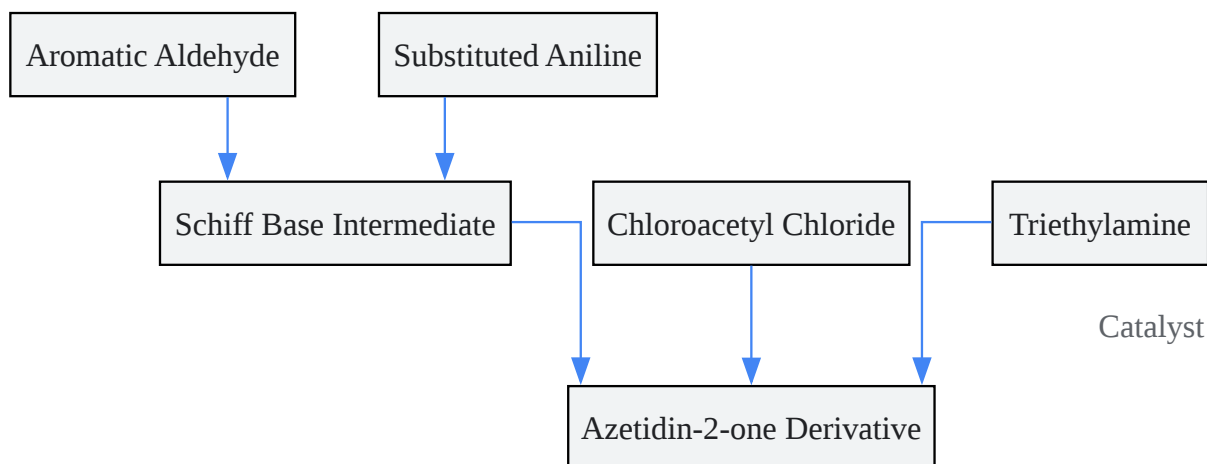 Aromatic Aldehyde
Substituted Aniline
Schiff Base Intermediate
Chloroacetyl Chloride
Triethylamine
Catalyst
Azetidin-2-one Derivative